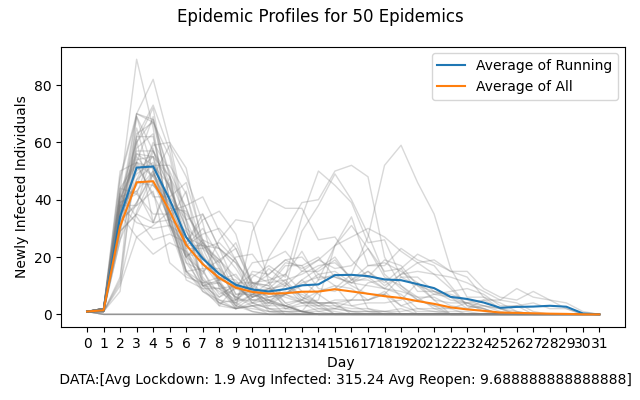 Epidemic Profiles for 50 Epidemics
Average of Running
Average of All
80
60
40
20
0
Newly Infected Individuals
0 1 2 3 4 5 6 7 8 9 10 11 12 13 14 15 16 17 18 19 20 21 22 23 24 25 26 27 28 29 30 31
Day
DATA:[Avg Lockdown: 1.9 Avg Infected: 315.24 Avg Reopen: 9.688888888888888]